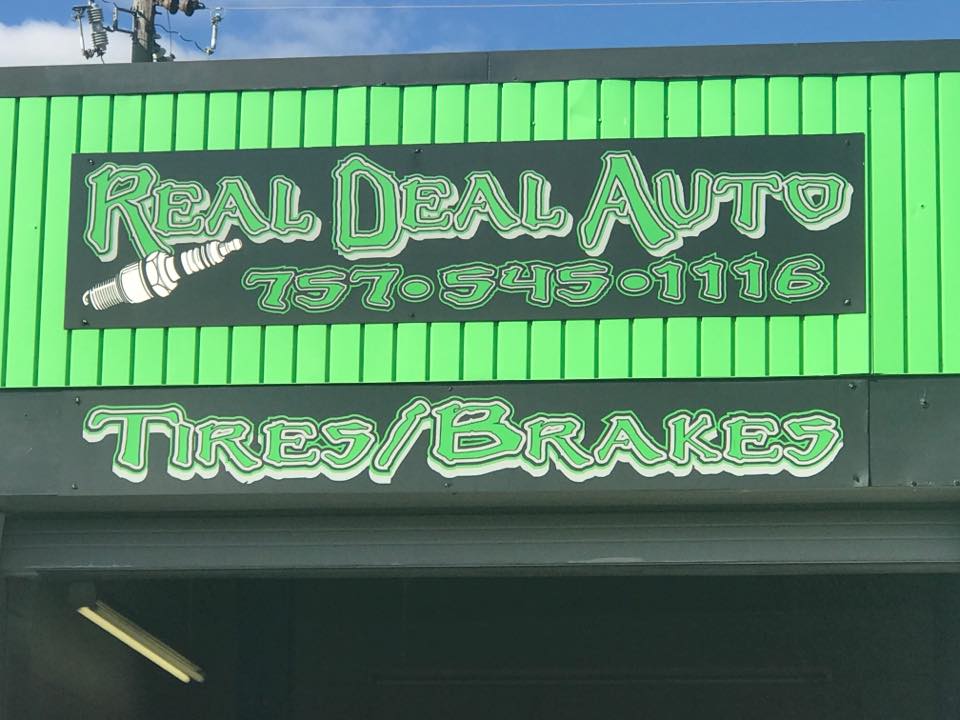 Real Deal Auto
757•545•1116
Tires/Brakes